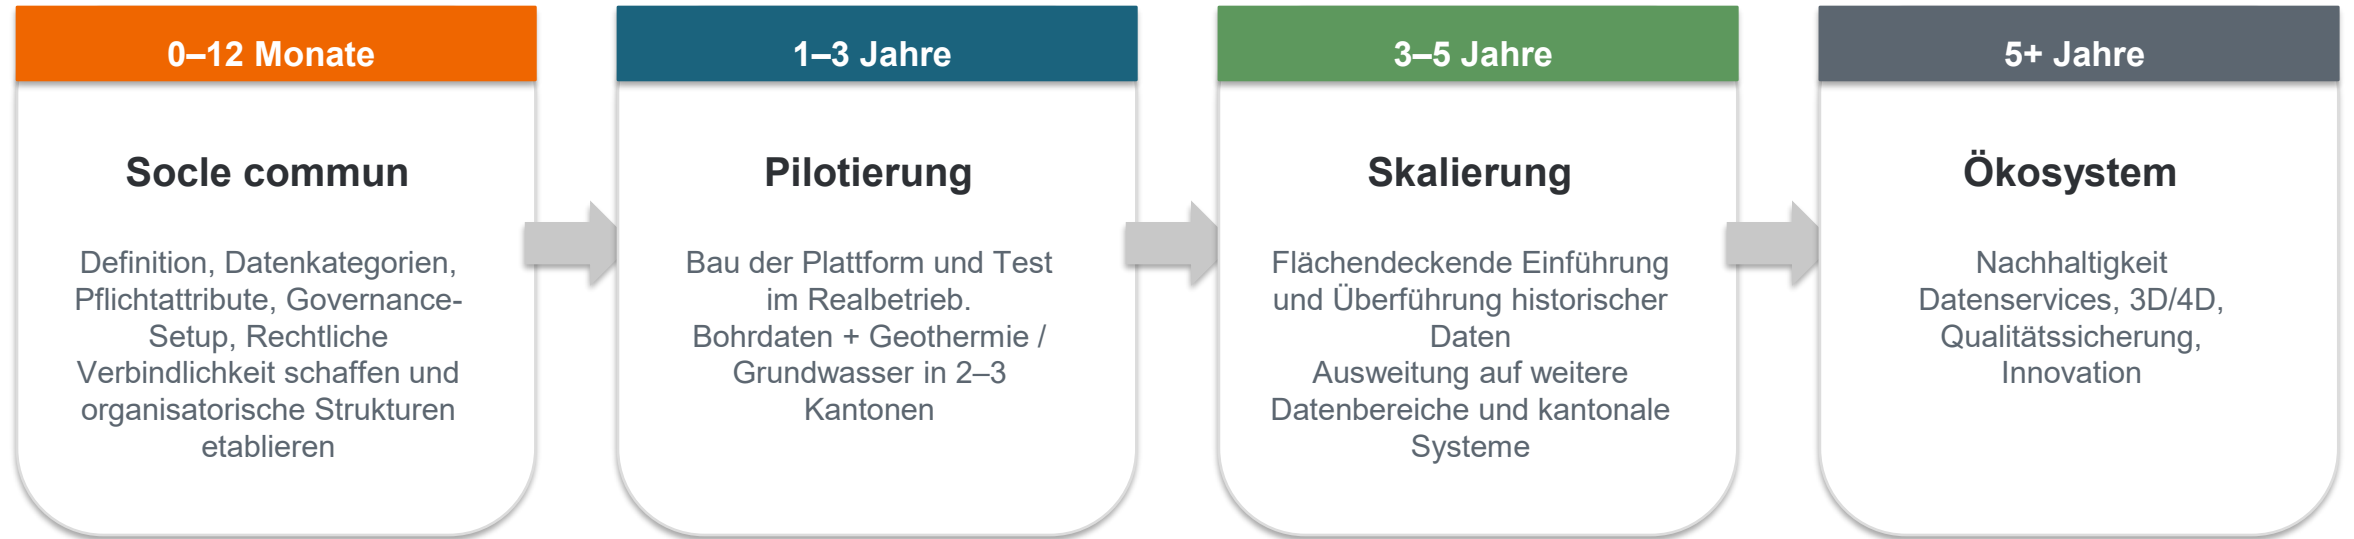 0–12 Monate
Socle commun
Definition, Datenkategorien,
Pflichtattribute, Governance-
Setup, Rechtliche
Verbindlichkeit schaffen und
organisatorische Strukturen
etablieren
1–3 Jahre
Pilotierung
Bau der Plattform und Test
im Realbetrieb.
Bohrdaten + Geothermie /
Grundwasser in 2–3
Kantonen
3–5 Jahre
Skalierung
Flächendeckende Einführung
und Überführung historischer
Daten
Ausweitung auf weitere
Datenbereiche und kantonale
Systeme
5+ Jahre
Ökosystem
Nachhaltigkeit
Datenservices, 3D/4D,
Qualitätssicherung,
Innovation